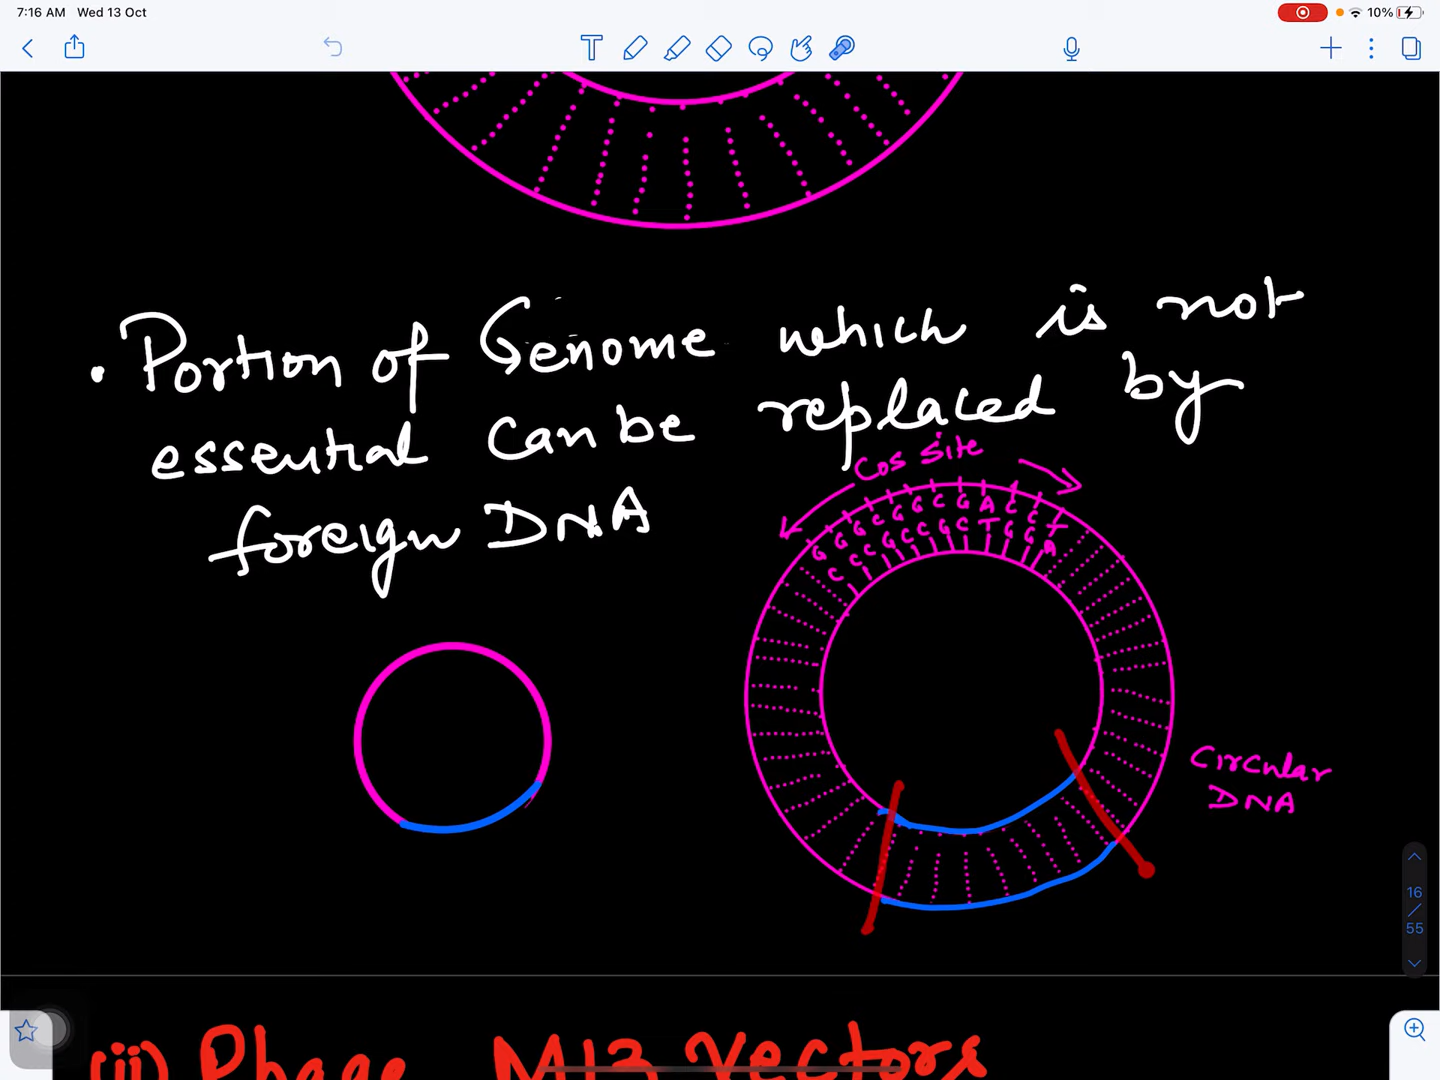 7:16 AM Wed 13 Oct
10%
T
• Portion of Genome which is not
essential can be replaced by
foreign DNA
Cos Site
G G G C G G C G A C C T
C C C G C C G C T G G A
Circular
DNA
16
55
(ii) Phage M13 Vectors